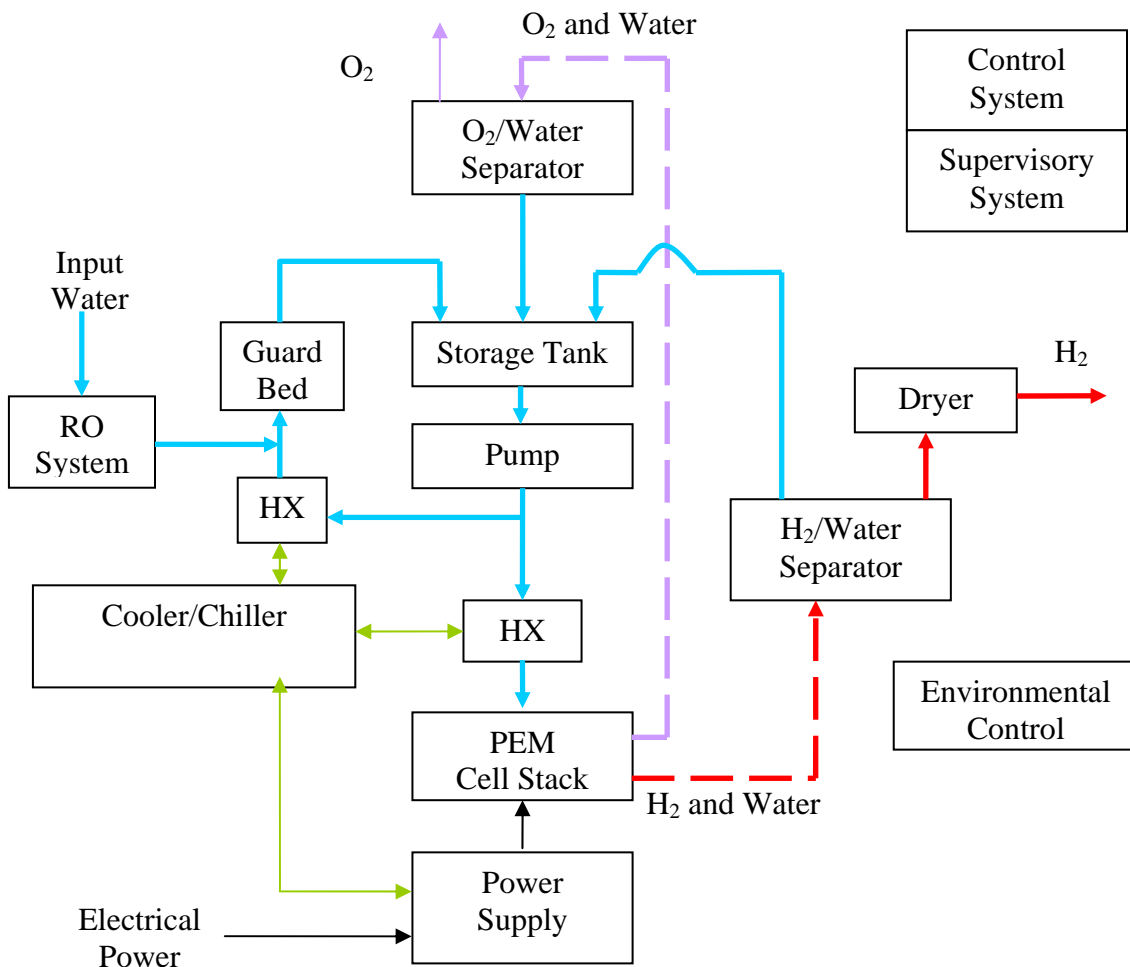 O₂ and Water
O₂
Control
System
O₂/Water
Separator
Supervisory
System
Input
Water
Guard
Bed
Storage Tank
H₂
Dryer
RO
System
Pump
HX
H₂/Water
Separator
Cooler/Chiller
HX
Environmental
Control
PEM
Cell Stack
H₂ and Water
Power
Supply
Electrical
Power